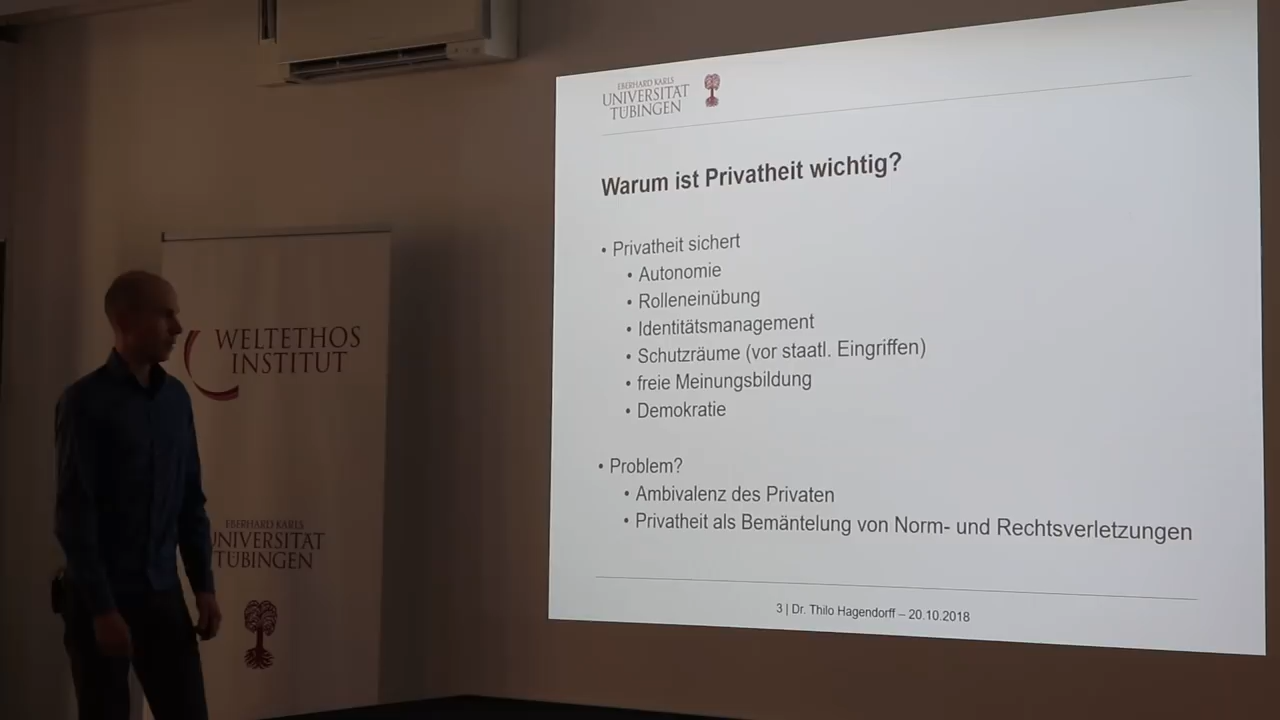 EBERHARD KARLS
UNIVERSITÄT
TÜBINGEN
Warum ist Privatheit wichtig?
• Privatheit sichert
• Autonomie
• Rolleneinübung
• Identitätsmanagement
• Schutzräume (vor staatl. Eingriffen)
• freie Meinungsbildung
• Demokratie
• Problem?
• Ambivalenz des Privaten
• Privatheit als Bemäntelung von Norm- und Rechtsverletzungen
3 | Dr. Thilo Hagendorff – 20.10.2018
WELTETHOS
INSTITUT
EBERHARD KARLS
UNIVERSITÄT
TÜBINGEN